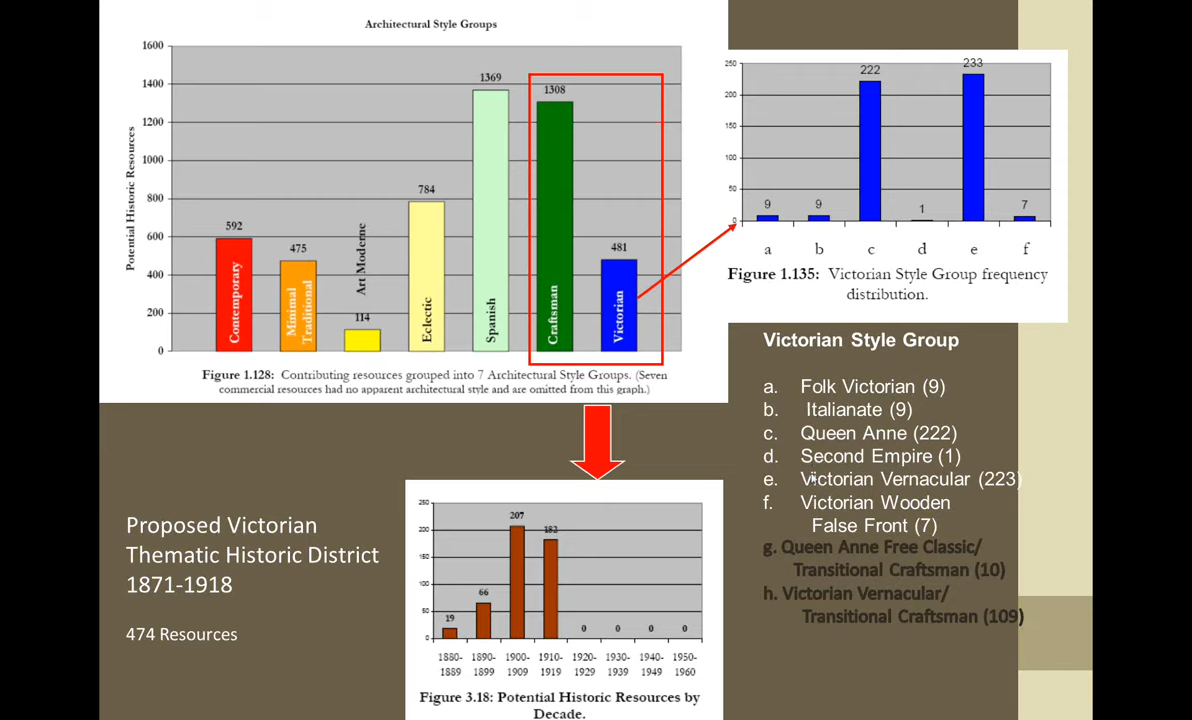 Architectural Style Groups
Potential Historic Resources
1600
1400
1200
1000
800
600
400
200
0
592
475
114
784
1369
1308
481
Contemporary
Minimal
Traditional
Art Moderne
Eclectic
Spanish
Craftsman
Victorian
Figure 1.128: Contributing resources grouped into 7 Architectural Style Groups. (Seven
commercial resources had no apparent architectural style and are omitted from this graph.)
250
200
150
100
50
0
9
9
222
1
233
7
a b c d e f
Figure 1.135: Victorian Style Group frequency
distribution.
Victorian Style Group
a. Folk Victorian (9)
b. Italianate (9)
c. Queen Anne (222)
d. Second Empire (1)
e. Victorian Vernacular (223)
f. Victorian Wooden
False Front (7)
g. Queen Anne Free Classic/
Transitional Craftsman (10)
h. Victorian Vernacular/
Transitional Craftsman (109)
Proposed Victorian
Thematic Historic District
1871-1918
474 Resources
250
200
150
100
50
0
19
66
207
182
0
0
0
0
1880- 1890- 1900- 1910- 1920- 1930- 1940- 1950-
1889 1899 1909 1919 1929 1939 1949 1960
Figure 3.18: Potential Historic Resources by
Decade.